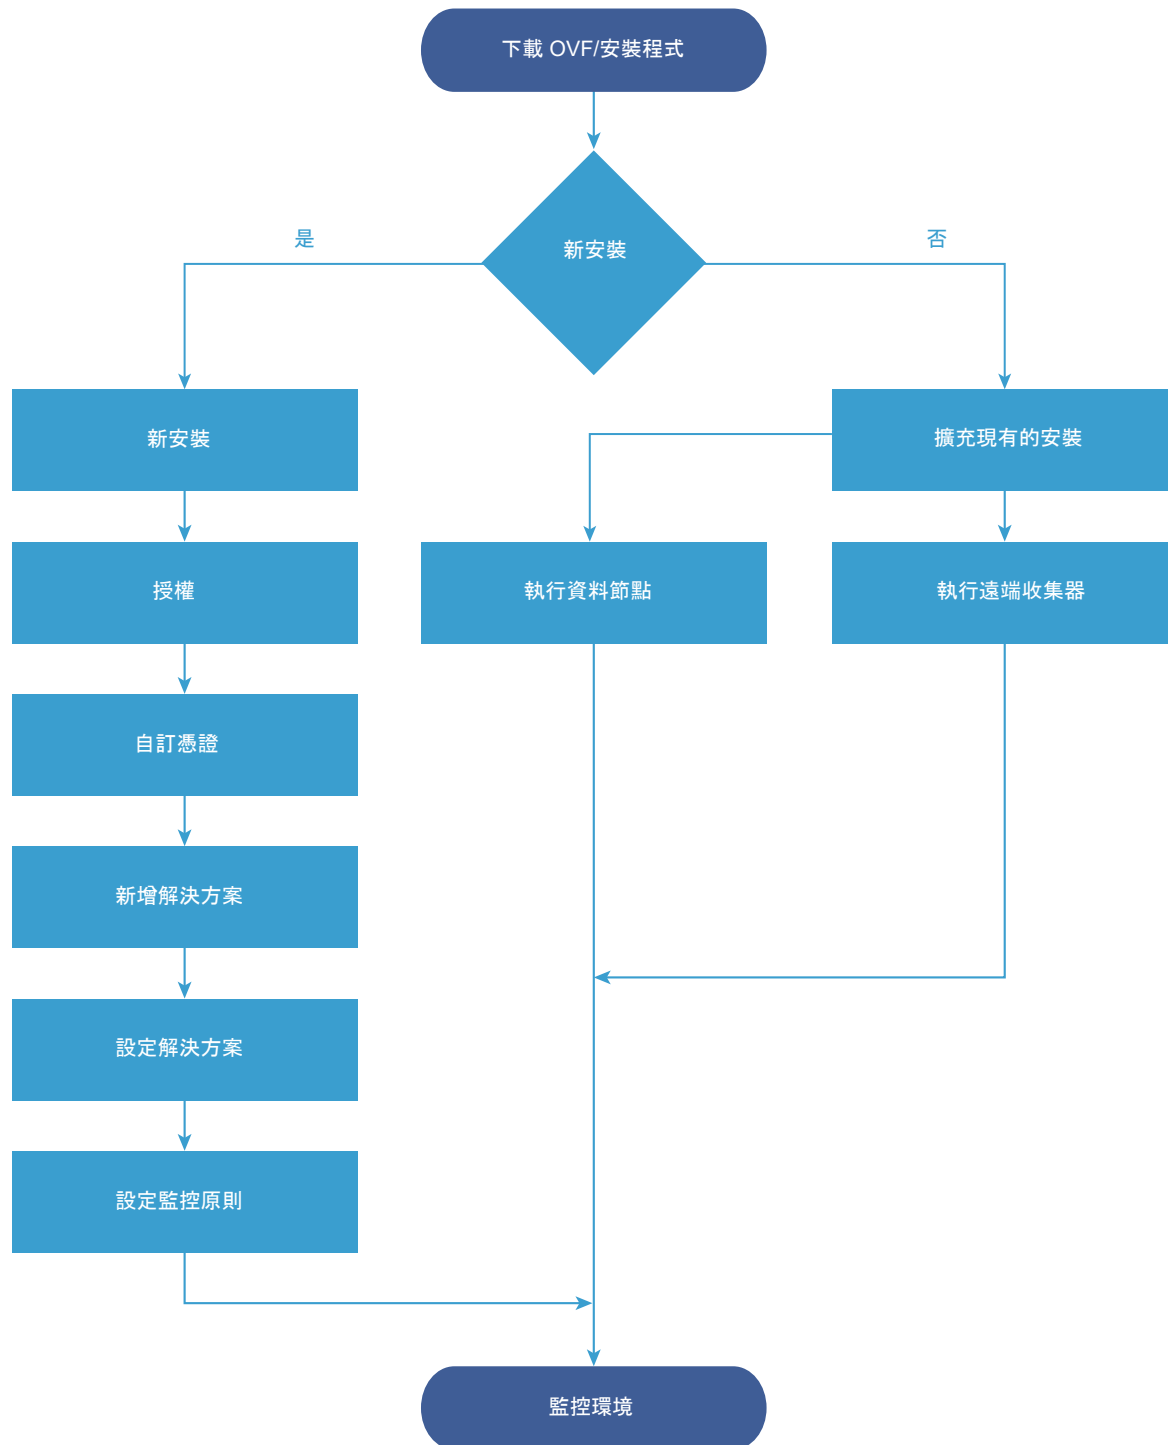 下載 OVF/安裝程式
新安裝
是
否
新安裝
擴充現有的安裝
授權
執行資料節點
執行遠端收集器
自訂憑證
新增解決方案
設定解決方案
設定監控原則
監控環境